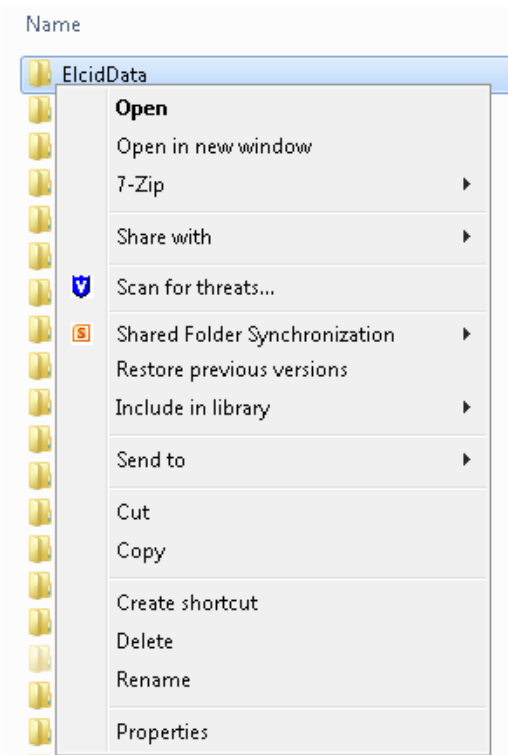 Name
ElcidData
Open
Open in new window
7-Zip
Share with
Scan for threats...
Shared Folder Synchronization
Restore previous versions
Include in library
Send to
Cut
Copy
Create shortcut
Delete
Rename
Properties